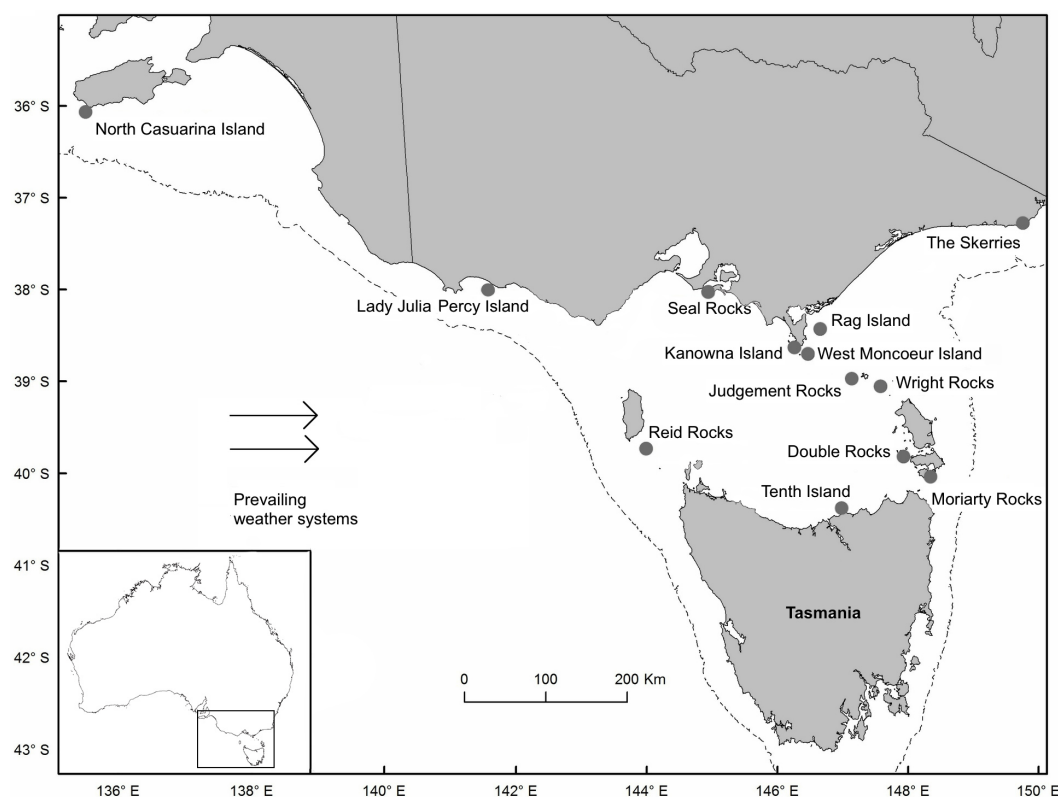 36° S
North Casuarina Island
37° S
The Skerries
38° S
Lady Julia Percy Island
Seal Rocks
Rag Island
Kanowna Island
West Moncoeur Island
39° S
Judgement Rocks
Wright Rocks
Reid Rocks
Double Rocks
40° S
Tenth Island
Moriarty Rocks
Prevailing
weather systems
41° S
Tasmania
42° S
0 100 200 Km
43° S
136° E 138° E 140° E 142° E 144° E 146° E 148° E 150° E